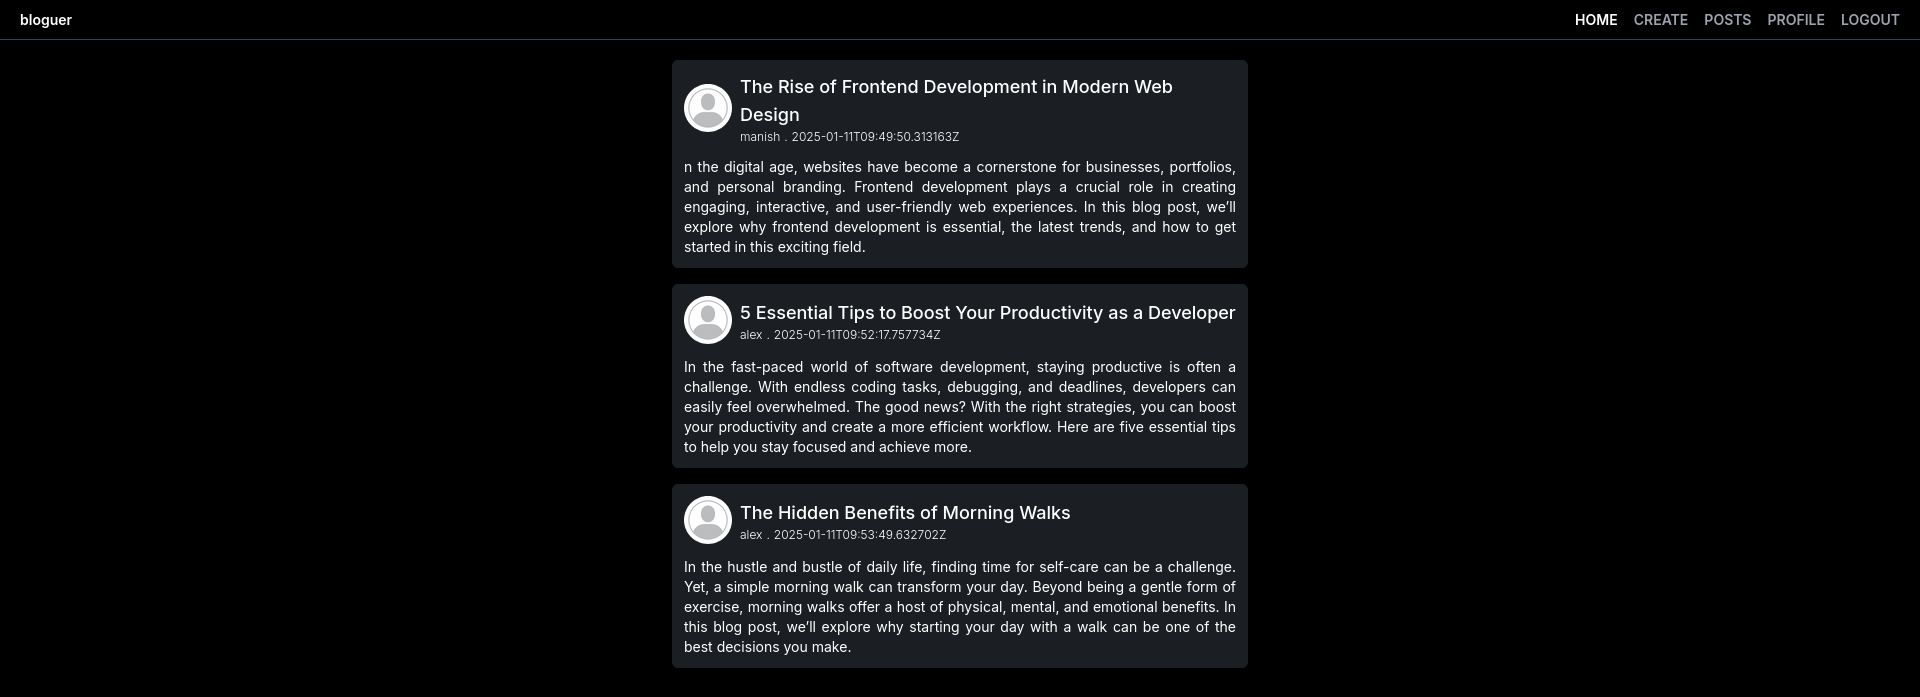 bloguer
HOME CREATE POSTS PROFILE LOGOUT
The Rise of Frontend Development in Modern Web
Design
manish . 2025-01-11T09:49:50.313163Z
n the digital age, websites have become a cornerstone for businesses, portfolios,
and personal branding. Frontend development plays a crucial role in creating
engaging, interactive, and user-friendly web experiences. In this blog post, we’ll
explore why frontend development is essential, the latest trends, and how to get
started in this exciting field.
5 Essential Tips to Boost Your Productivity as a Developer
alex . 2025-01-11T09:52:17.757734Z
In the fast-paced world of software development, staying productive is often a
challenge. With endless coding tasks, debugging, and deadlines, developers can
easily feel overwhelmed. The good news? With the right strategies, you can boost
your productivity and create a more efficient workflow. Here are five essential tips
to help you stay focused and achieve more.
The Hidden Benefits of Morning Walks
alex . 2025-01-11T09:53:49.632702Z
In the hustle and bustle of daily life, finding time for self-care can be a challenge.
Yet, a simple morning walk can transform your day. Beyond being a gentle form of
exercise, morning walks offer a host of physical, mental, and emotional benefits. In
this blog post, we’ll explore why starting your day with a walk can be one of the
best decisions you make.